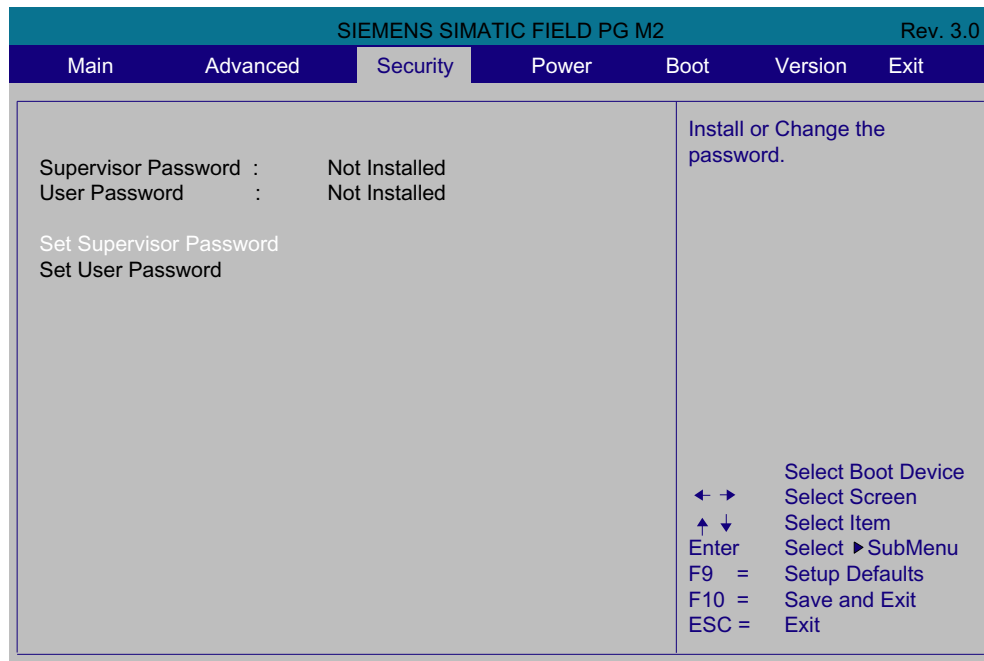 SIEMENS SIMATIC FIELD PG M2 Rev. 3.0
Main Advanced Security Power Boot Version Exit
Install or Change the
password.
Supervisor Password : Not Installed
User Password : Not Installed
Set Supervisor Password
Set User Password
Select Boot Device
← → Select Screen
↑ ↓ Select Item
Enter Select ▶ SubMenu
F9 = Setup Defaults
F10 = Save and Exit
ESC = Exit